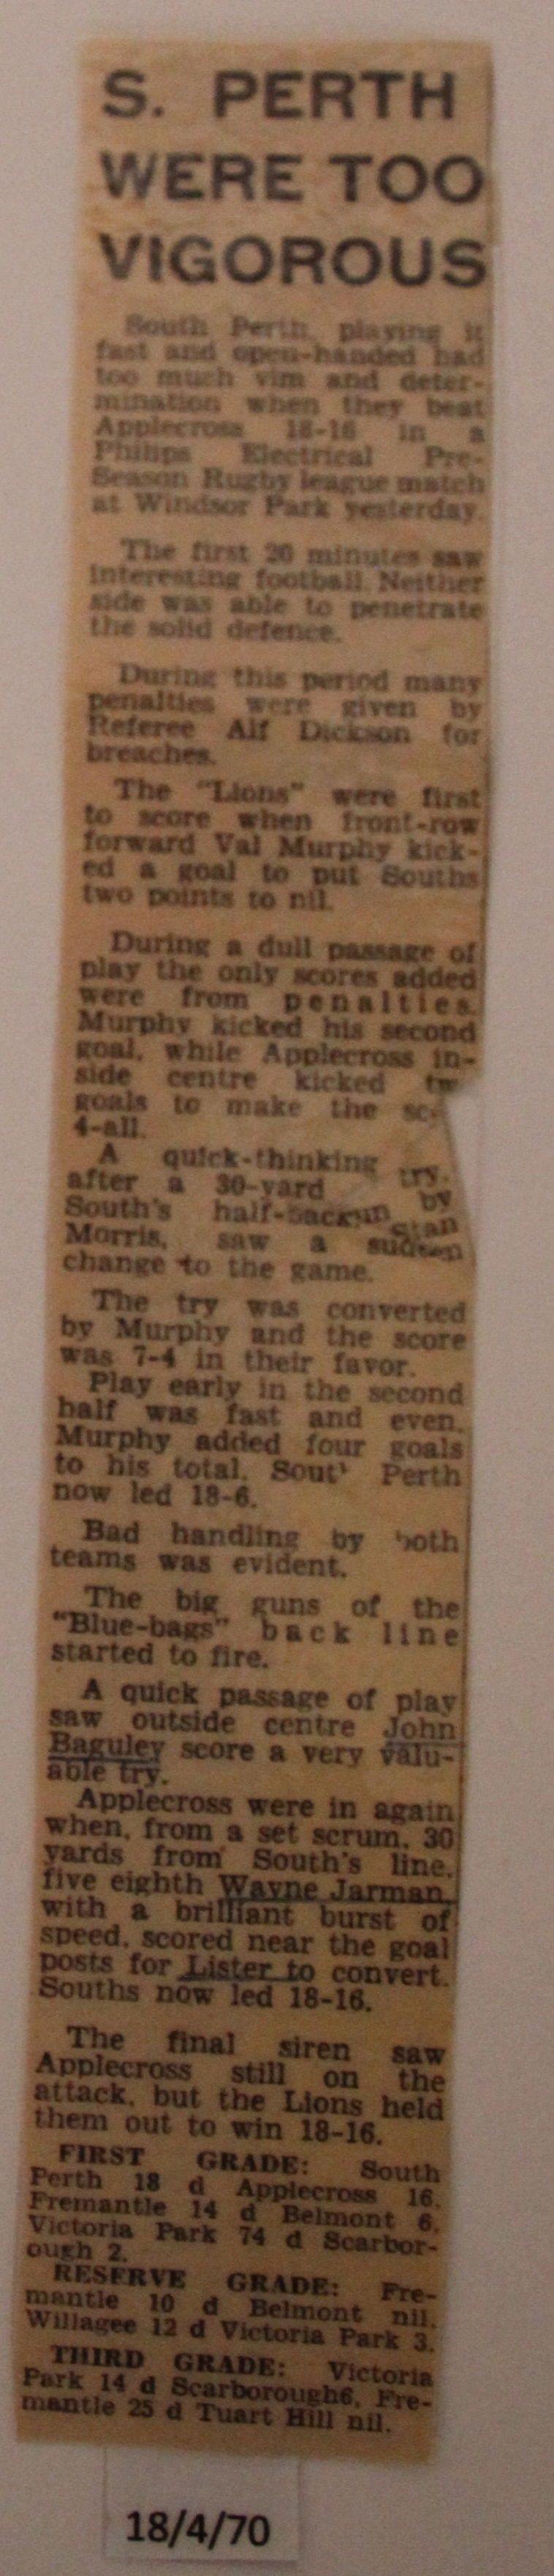 S. PERTH
WERE TOO
VIGOROUS
South Perth, playing it
fast and open-handed had
too much vim and deter-
mination when they beat
Applecross 18-16 in a
Philips Electrical Pre-
Season Rugby league match
at Windsor Park yesterday.
The first 20 minutes saw
interesting football. Neither
side was able to penetrate
the solid defence.
During this period many
penalties were given by
Referee Alf Dickson for
breaches.
The "Lions" were first
to score when front-row
forward Val Murphy kick-
ed a goal to put Souths
two points to nil.
During a dull passage of
play the only scores added
were from penalties.
Murphy kicked his second
goal, while Applecross in-
side centre kicked tw
goals to make the sc
4-all.
A quick-thinking try.
after a 30-yard run by
South's half-back Stan
Morris, saw a sudden
change to the game.
The try was converted
by Murphy and the score
was 7-4 in their favor.
Play early in the second
half was fast and even.
Murphy added four goals
to his total. Sout Perth
now led 18-6.
Bad handling by both
teams was evident.
The big guns of the
"Blue-bags" back line
started to fire.
A quick passage of play
saw outside centre John
Baguley score a very valu-
able try.
Applecross were in again
when, from a set scrum, 30
yards from South's line,
five eighth Wayne Jarman,
with a brilliant burst of
speed, scored near the goal
posts for Lister to convert.
Souths now led 18-16.
The final siren saw
Applecross still on the
attack, but the Lions held
them out to win 18-16.
FIRST GRADE: South
Perth 18 d Applecross 16,
Fremantle 14 d Belmont 6,
Victoria Park 74 d Scarbor-
ough 2.
RESERVE GRADE: Fre-
mantle 10 d Belmont nil,
Willagee 12 d Victoria Park 3.
THIRD GRADE: Victoria
Park 14 d Scarborough6, Fre-
mantle 25 d Tuart Hill nil.
18/4/70